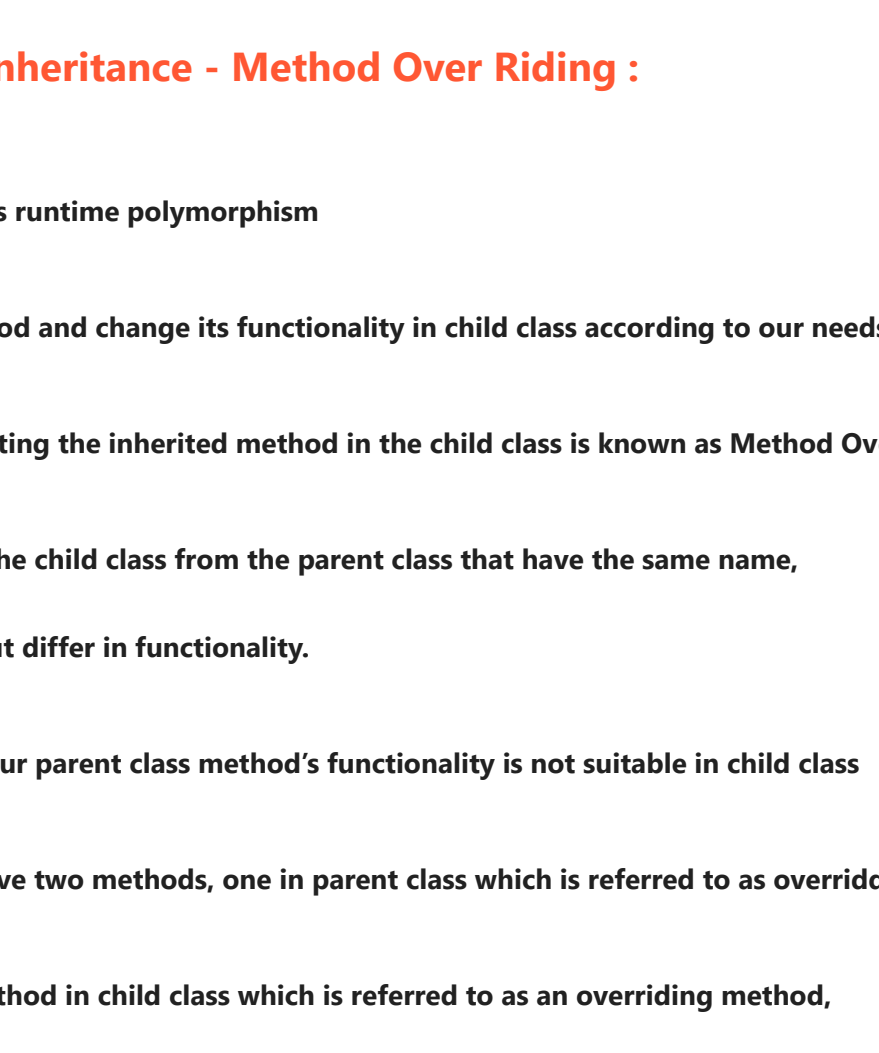 nheritance - Method Over Riding :
s runtime polymorphism
od and change its functionality in child class according to our needs
ting the inherited method in the child class is known as Method Ov
he child class from the parent class that have the same name,
ut differ in functionality.
ur parent class method’s functionality is not suitable in child class
ve two methods, one in parent class which is referred to as overridd
thod in child class which is referred to as an overriding method,